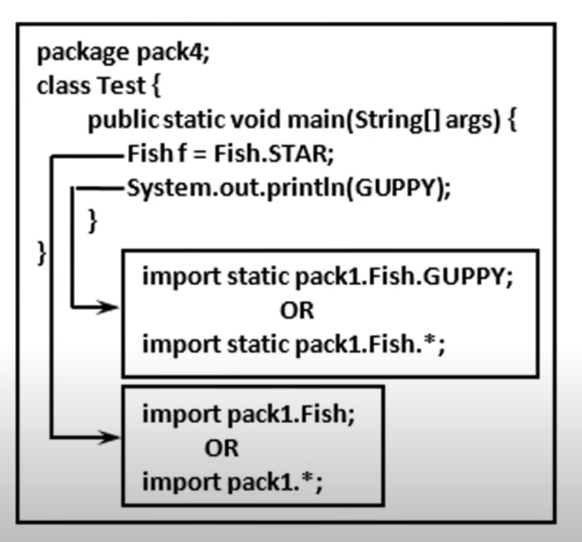 package pack4;
class Test {
public static void main(String[] args) {
Fish f = Fish.STAR;
System.out.println(GUPPY);
}
}
import static pack1.Fish.GUPPY;
OR
import static pack1.Fish.*;
import pack1.Fish;
OR
import pack1.*;